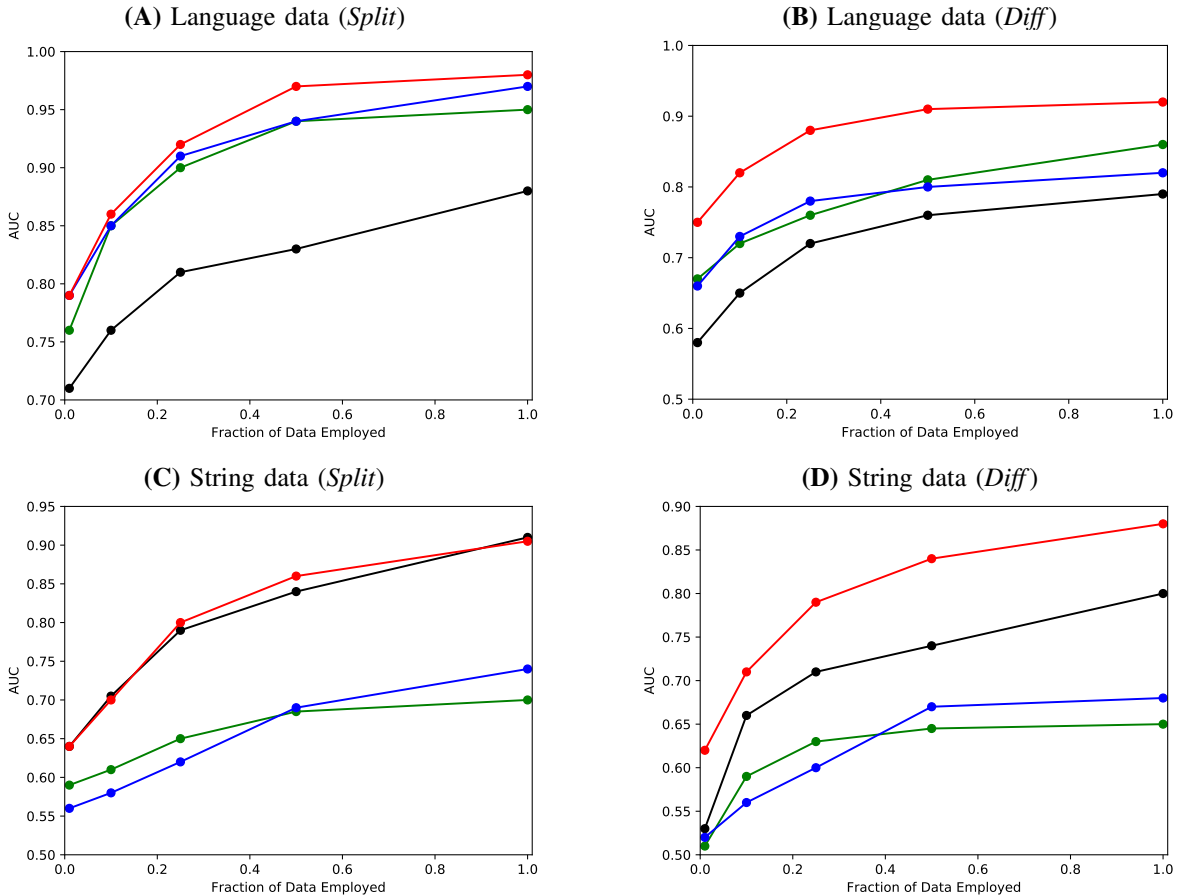 (A) Language data (Split)
1.00
0.95
0.90
0.85
0.80
0.75
0.70
AUC
0.0 0.2 0.4 0.6 0.8 1.0
Fraction of Data Employed
(B) Language data (Diff)
1.0
0.9
0.8
0.7
0.6
0.5
AUC
0.0 0.2 0.4 0.6 0.8 1.0
Fraction of Data Employed
(C) String data (Split)
0.95
0.90
0.85
0.80
0.75
0.70
0.65
0.60
0.55
0.50
AUC
0.0 0.2 0.4 0.6 0.8 1.0
Fraction of Data Employed
(D) String data (Diff)
0.90
0.85
0.80
0.75
0.70
0.65
0.60
0.55
0.50
AUC
0.0 0.2 0.4 0.6 0.8 1.0
Fraction of Data Employed